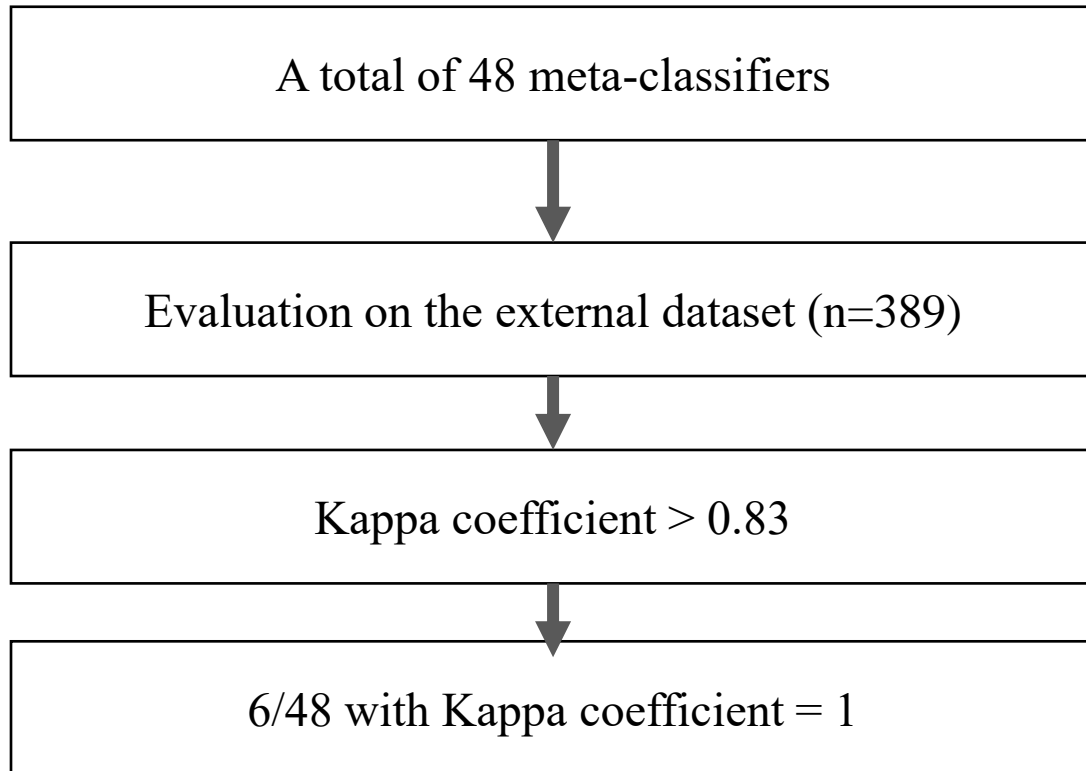 A total of 48 meta-classifiers
Evaluation on the external dataset (n=389)
Kappa coefficient > 0.83
6/48 with Kappa coefficient = 1